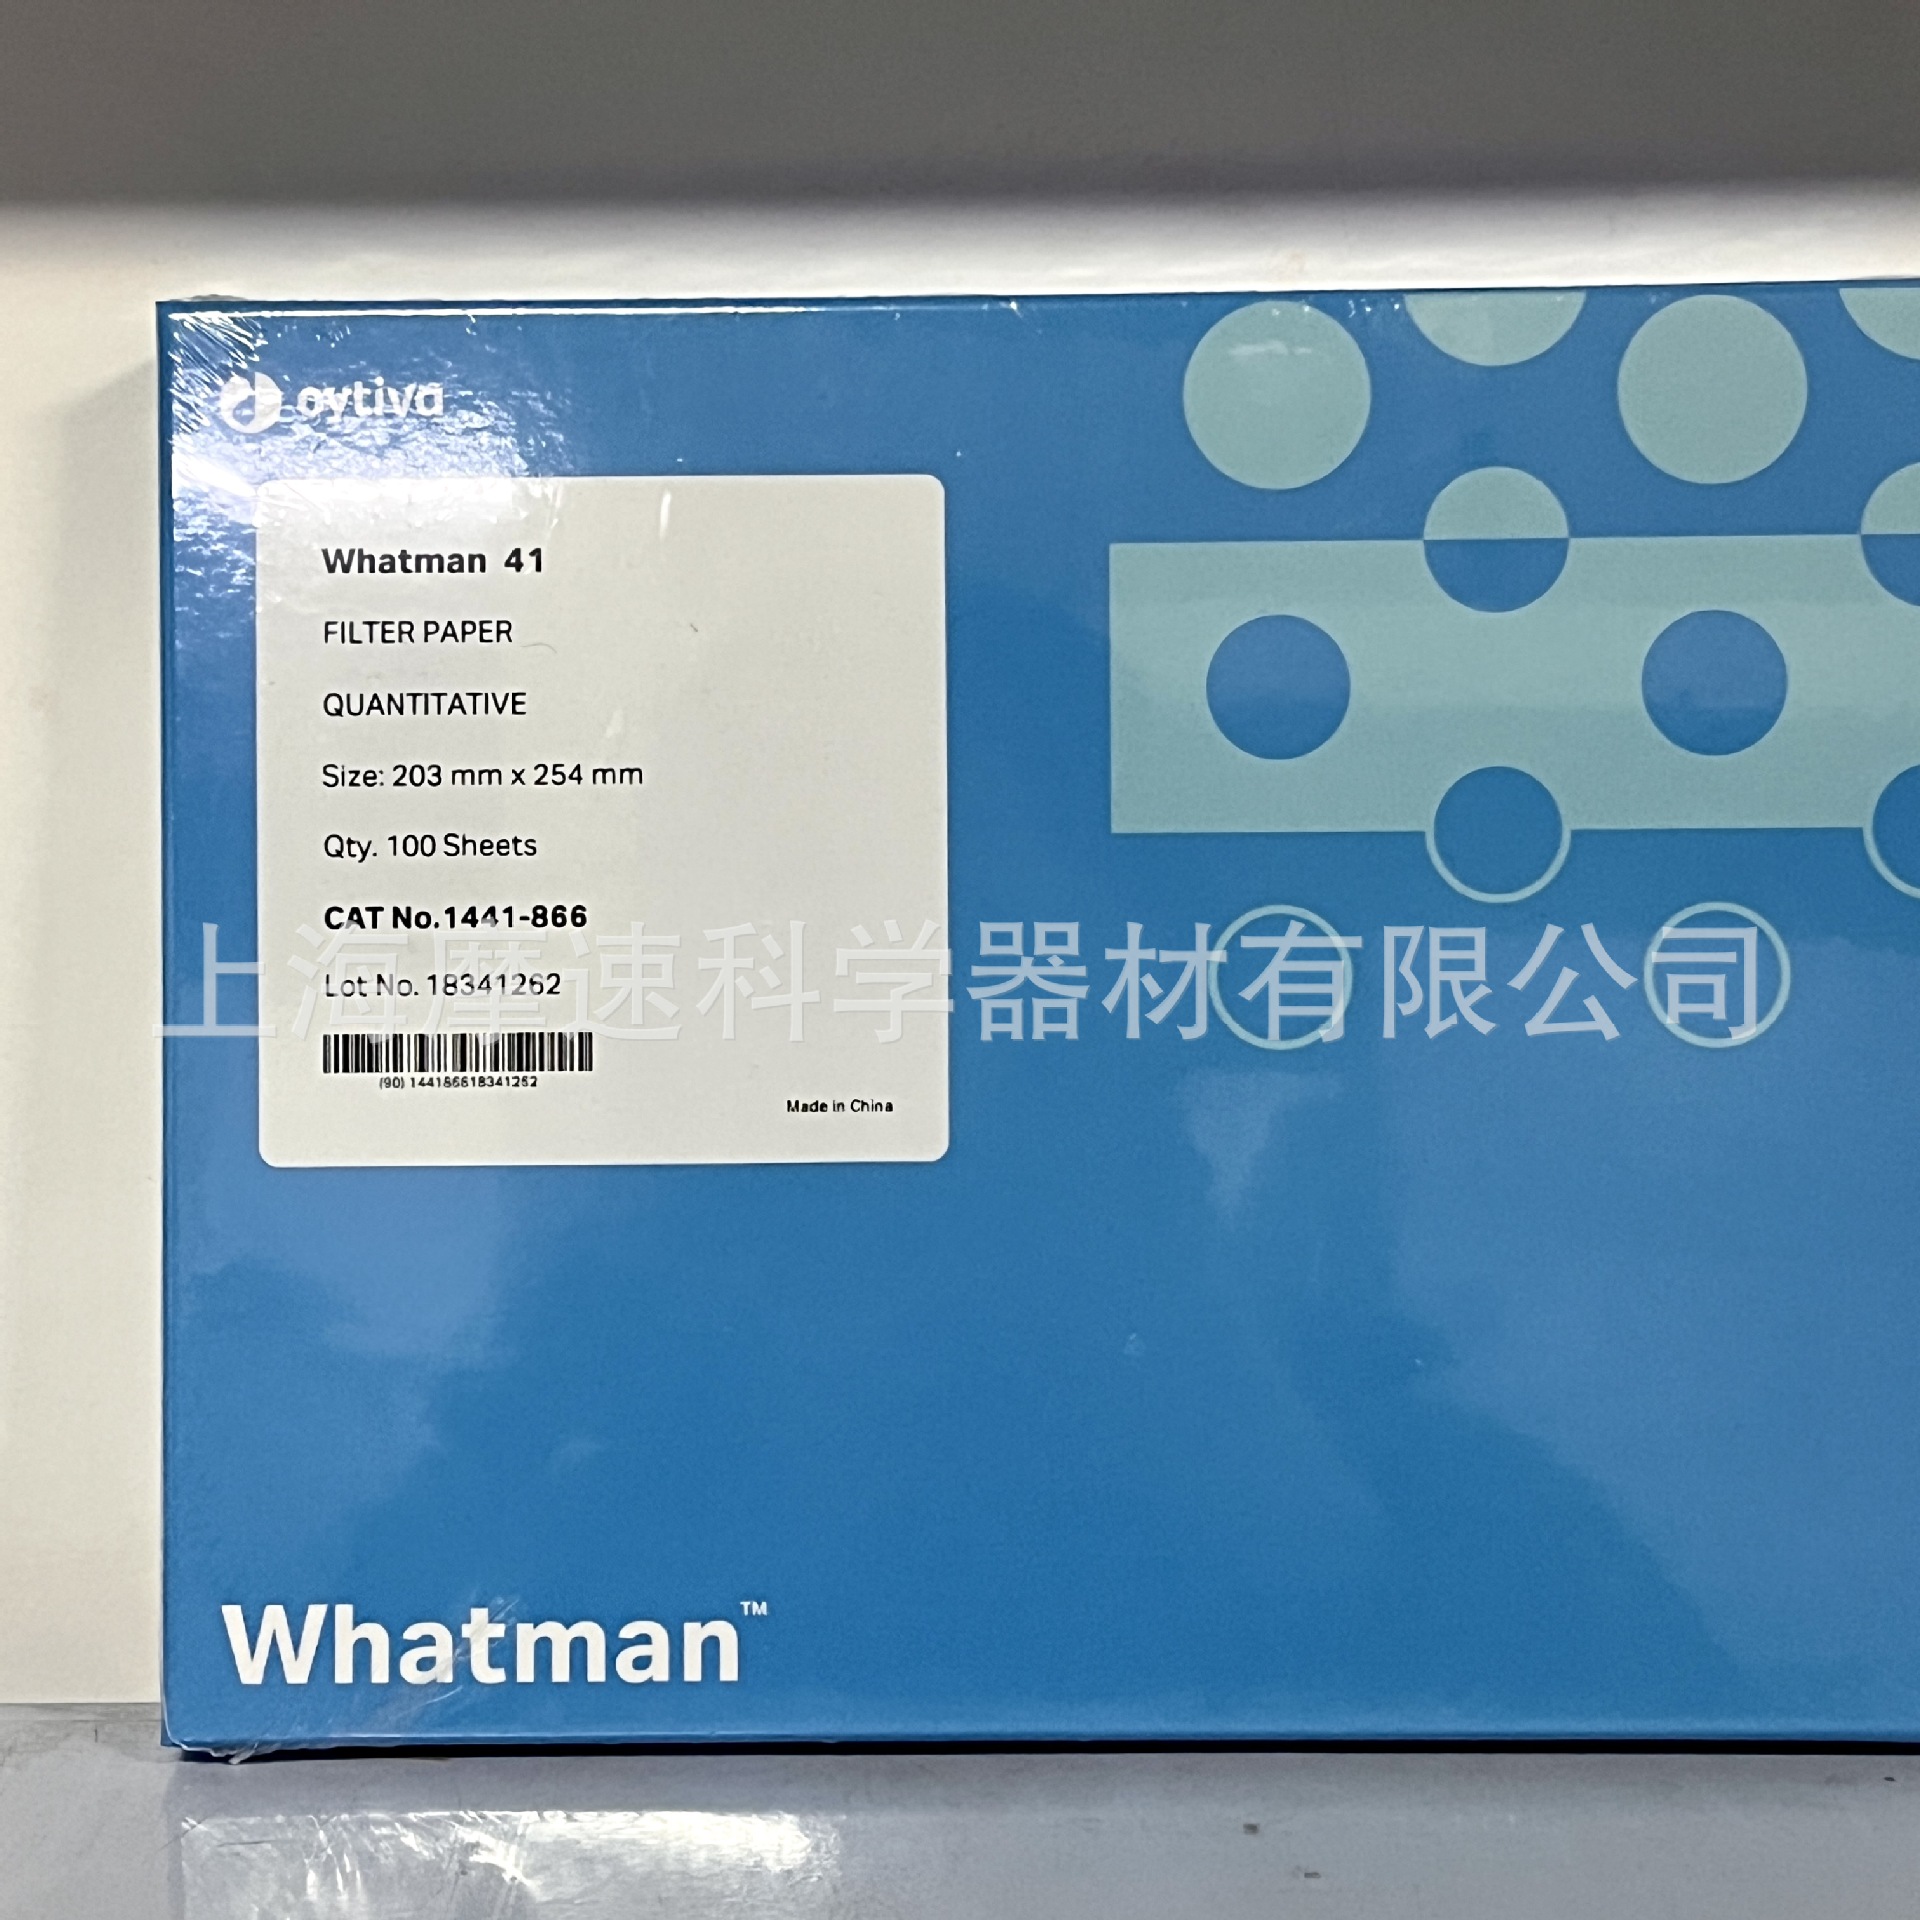 cytiva
Whatman 41
FILTER PAPER
QUANTITATIVE
Size: 203 mm x 254 mm
Qty. 100 Sheets
CAT No.1441-866
上海摩速科学器材有限公司
Lot No. 18341262
(90) 144186618341262
Made in China
Whatman™